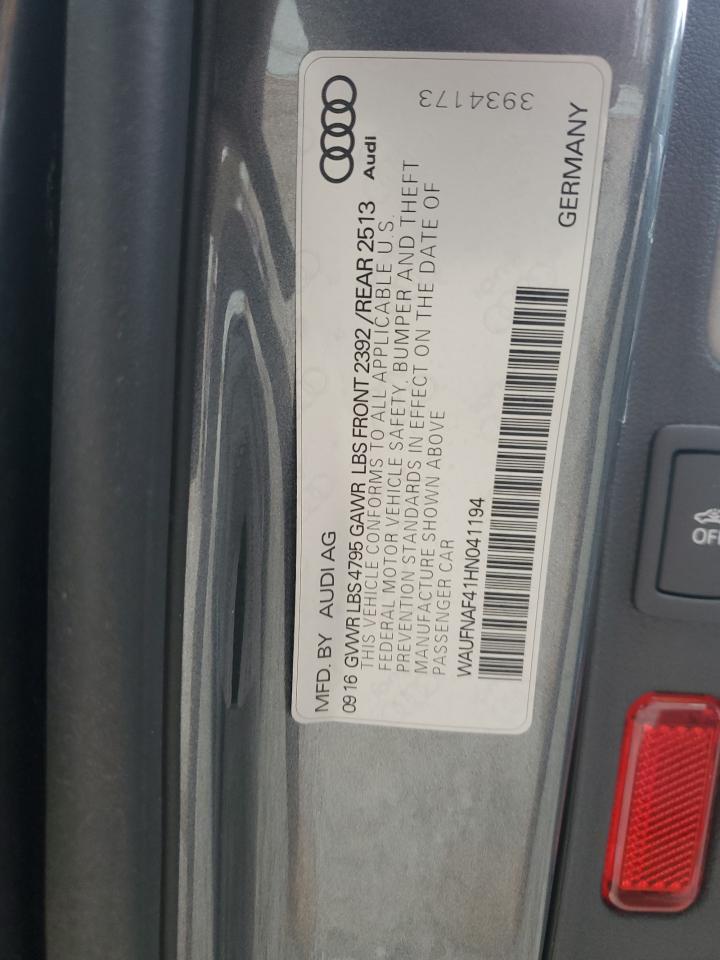 MFD. BY AUDI AG
Audi
0916 GVWR LBS 4795 GAWR LBS FRONT 2392 / REAR 2513
THIS VEHICLE CONFORMS TO ALL APPLICABLE U.S.
FEDERAL MOTOR VEHICLE SAFETY, BUMPER AND THEFT
PREVENTION STANDARDS IN EFFECT ON THE DATE OF
MANUFACTURE SHOWN ABOVE
PASSENGER CAR
WAUFNAF41HN041194
GERMANY
3934173
OFF